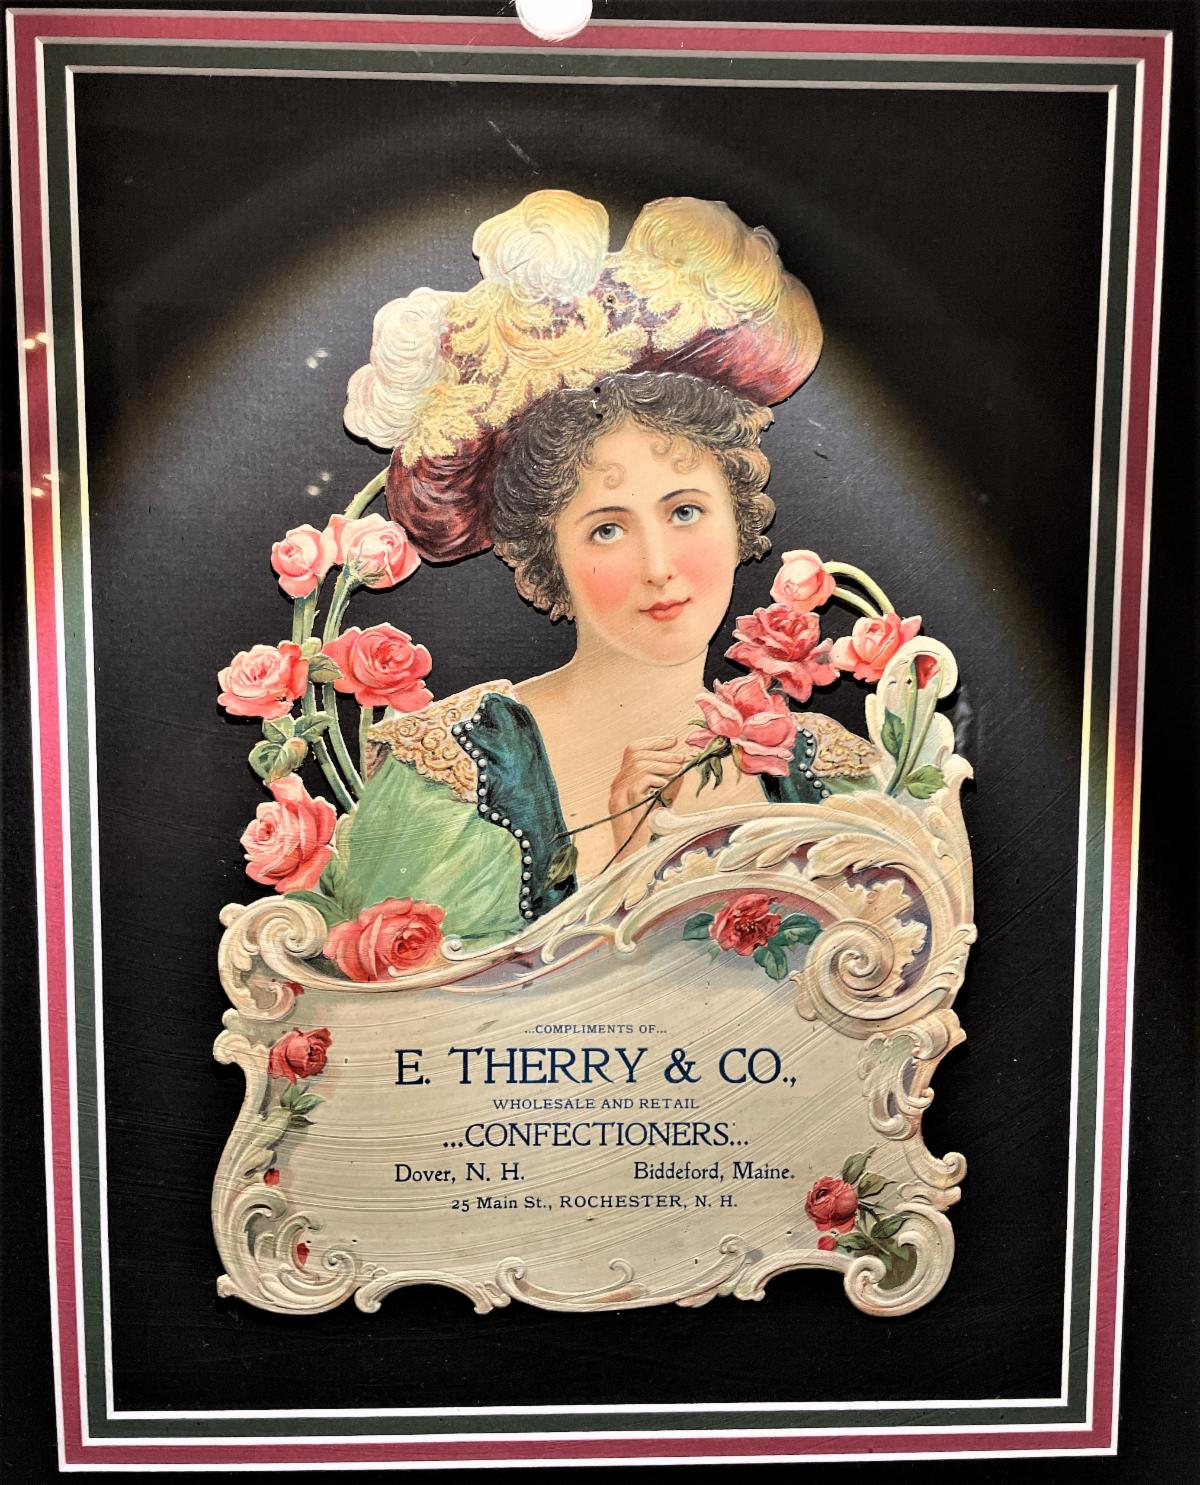 ...COMPLIMENTS OF...
E. THERRY & CO.,
WHOLESALE AND RETAIL
...CONFECTIONERS...
Dover, N. H. Biddeford, Maine.
25 Main St., ROCHESTER, N. H.